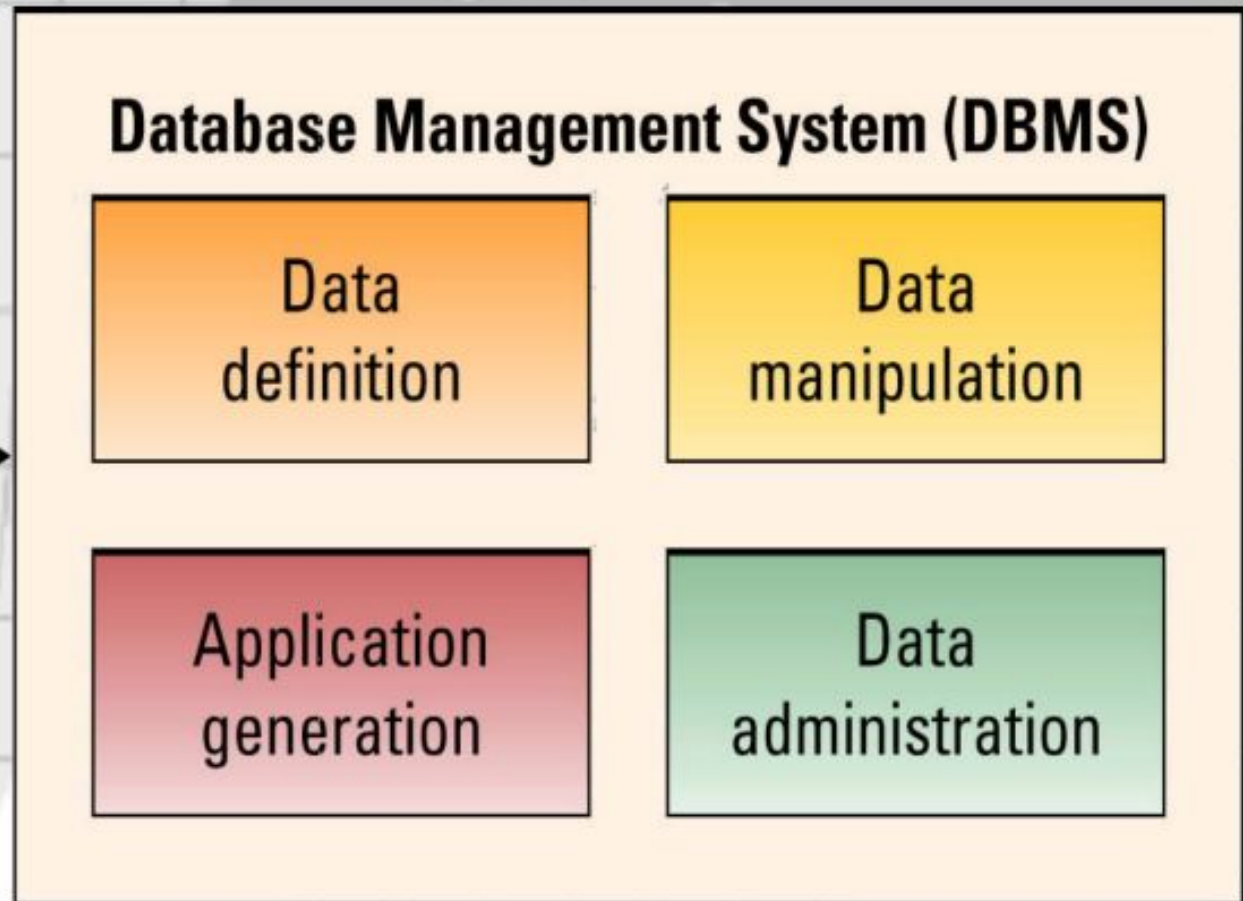 Database Management System (DBMS)
Data
definition
Data
manipulation
Application
generation
Data
administration